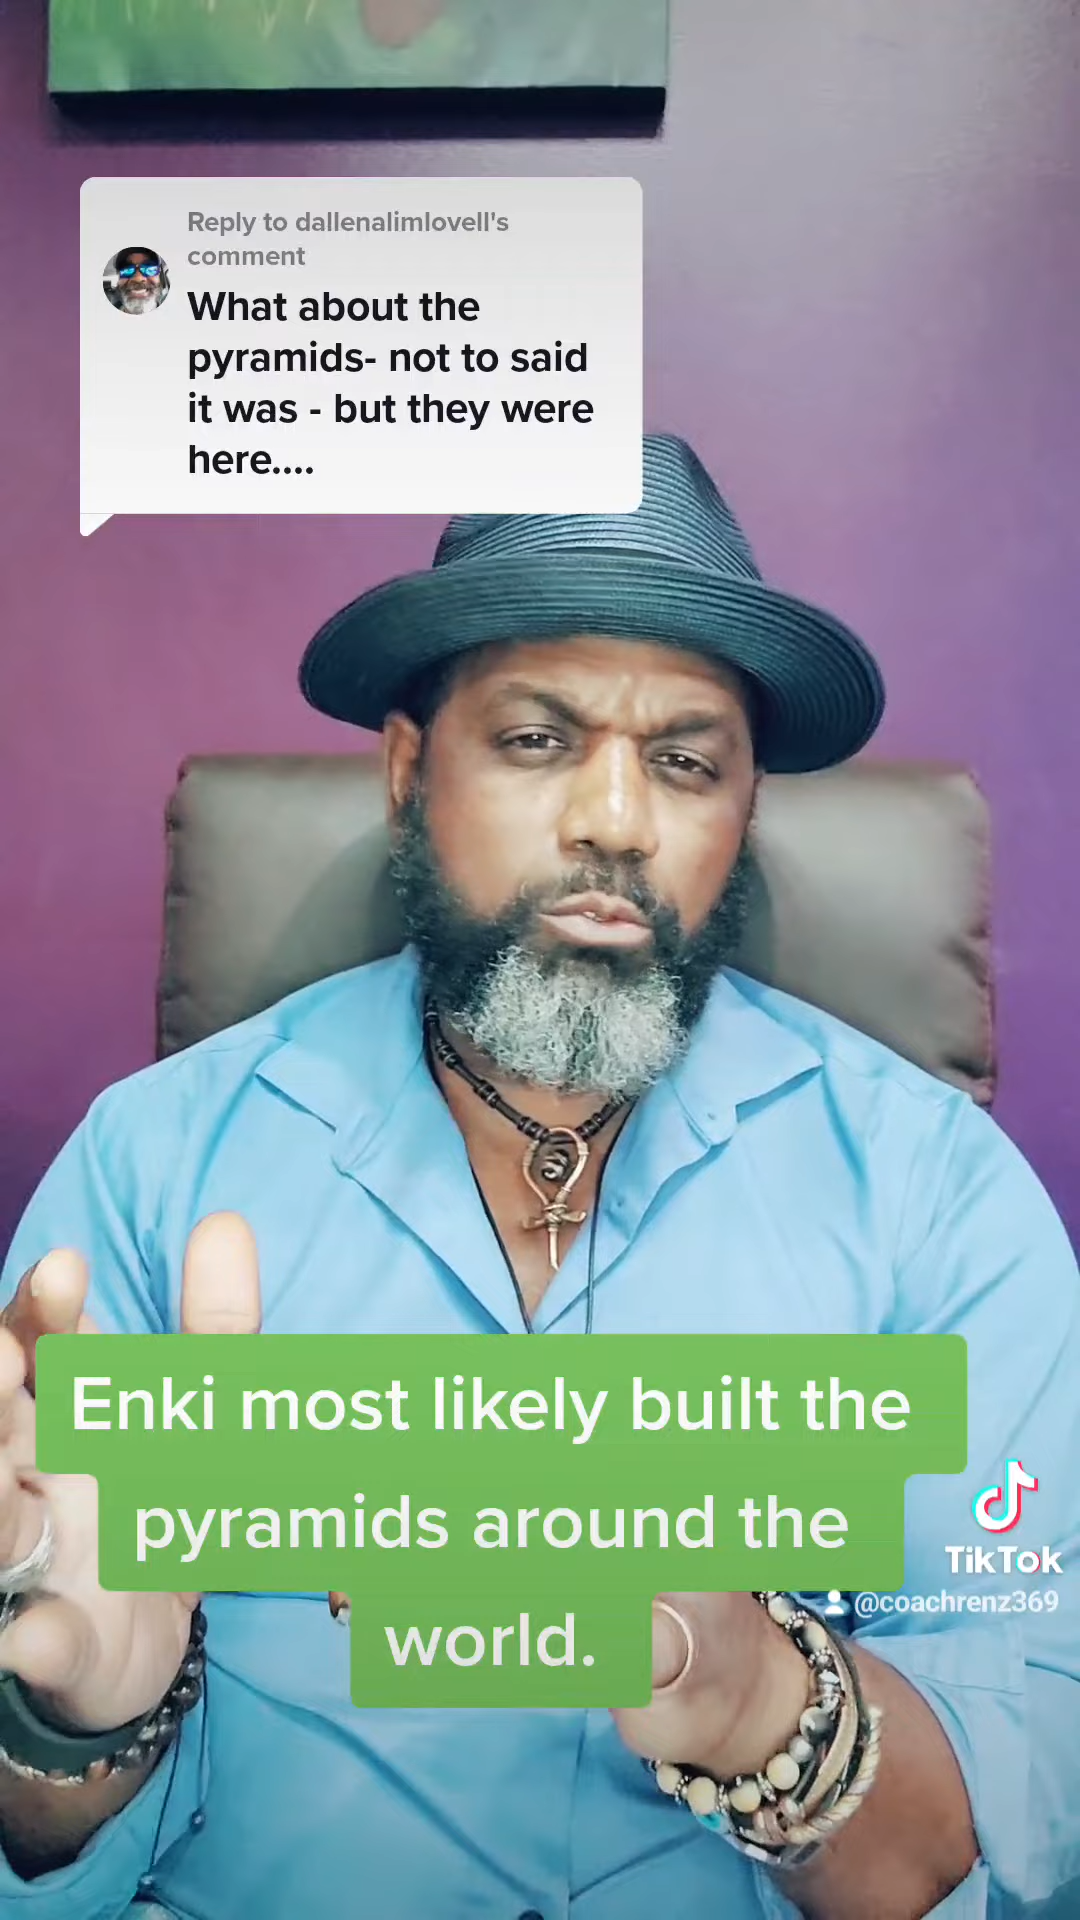 Reply to dallenalimlovell's
comment
What about the
pyramids- not to said
it was - but they were
here....
Enki most likely built the
pyramids around the
world.
TikTok
@coachrenz369